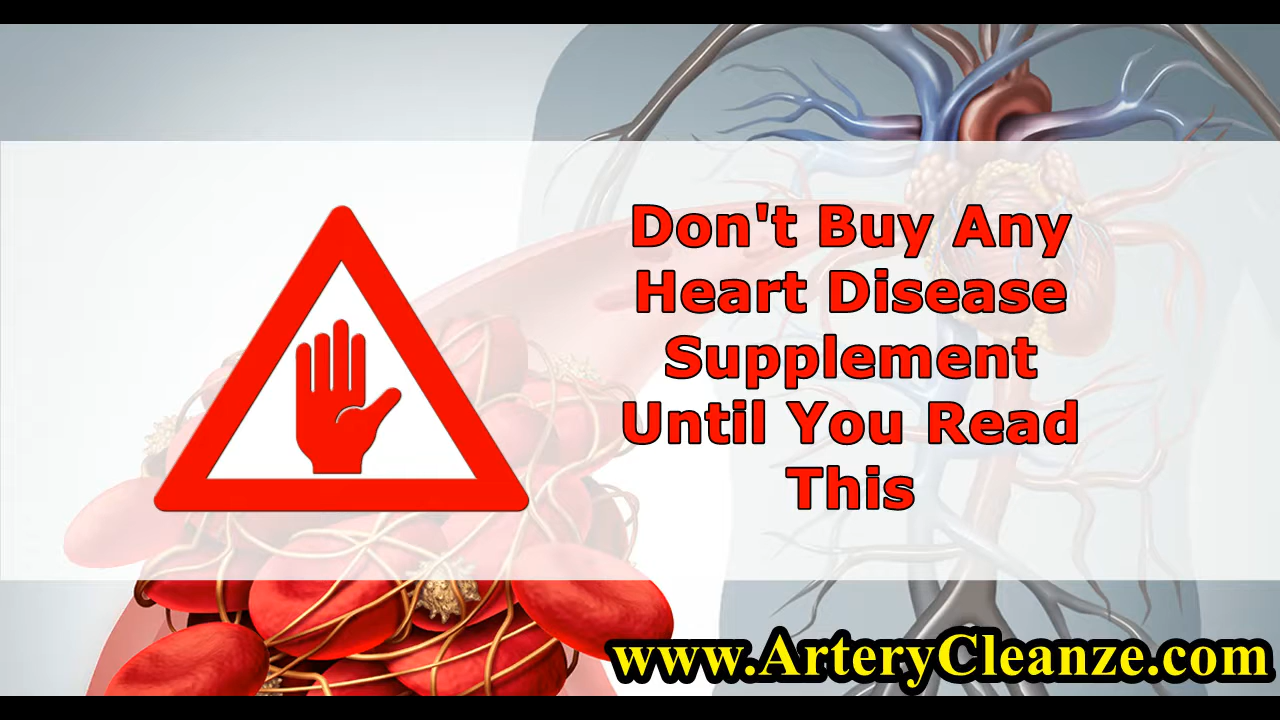 Don't Buy Any
Heart Disease
Supplement
Until You Read
This
www.ArteryCleanze.com